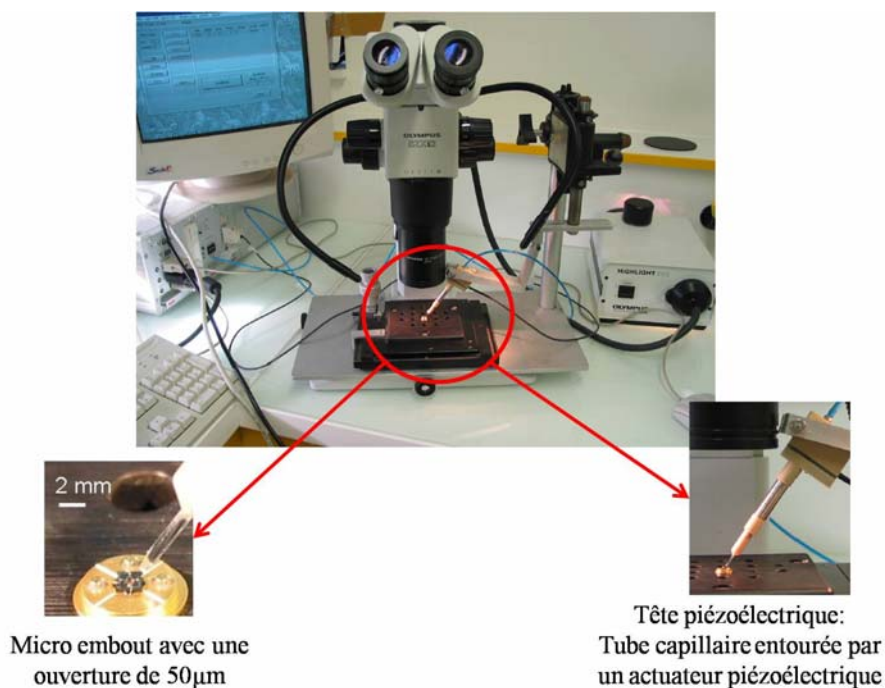 OLYMPUS
HIGHLIGHT
OLYMPUS
2 mm
Micro embout avec une
ouverture de 50μm
Tête piézoélectrique:
Tube capillaire entourée par
un actuateur piézoélectrique